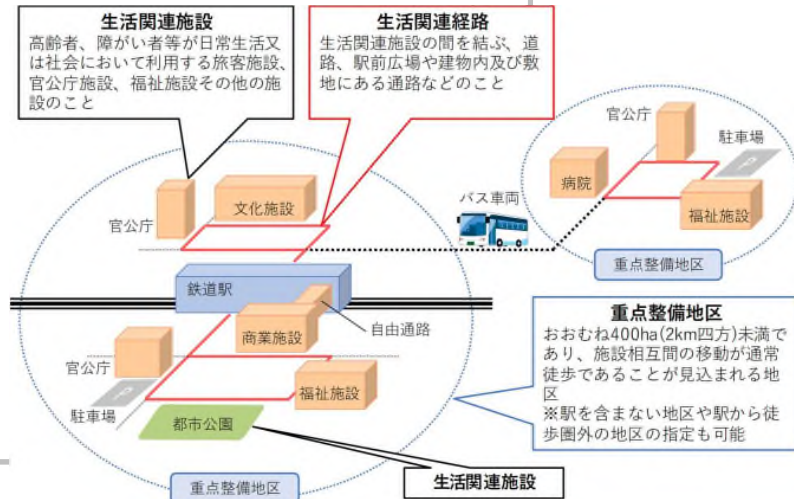 生活関連施設
高齢者、障がい者等が日常生活又
は社会において利用する旅客施設、
官公庁施設、福祉施設その他の施
設のこと
生活関連経路
生活関連施設の間を結ぶ、道
路、駅前広場や建物内及び敷
地にある通路などのこと
官公庁
駐車場
病院
福祉施設
重点整備地区
バス車両
文化施設
官公庁
鉄道駅
商業施設
自由通路
官公庁
駐車場
福祉施設
都市公園
重点整備地区
重点整備地区
おおむね400ha(2km四方)未満で
あり、施設相互間の移動が通常
徒歩であることが見込まれる地
区
※駅を含まない地区や駅から徒
歩圏外の地区の指定も可能
生活関連施設